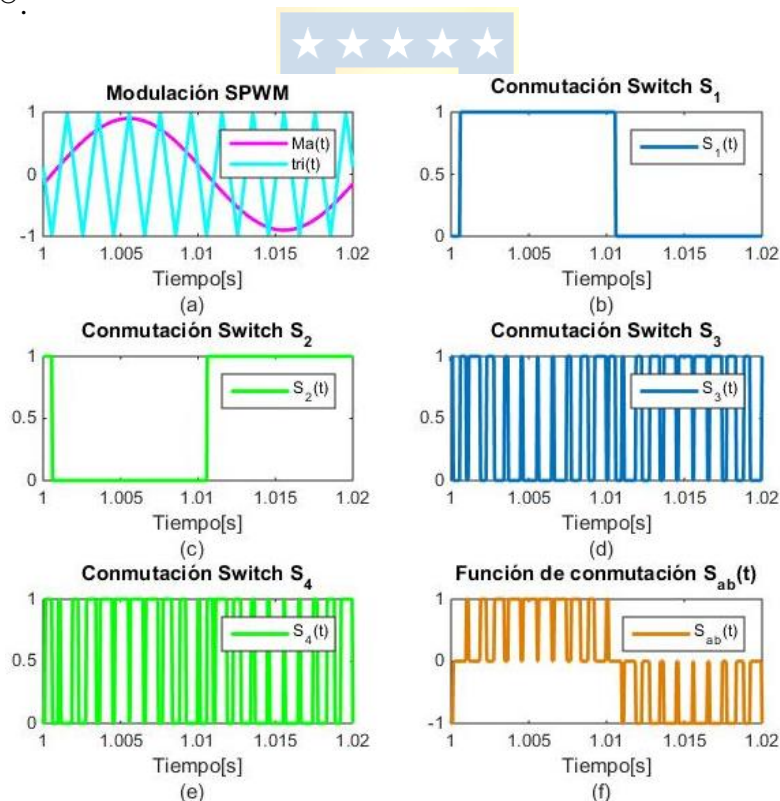 Modulación SPWM
1
0
-1
Ma(t)
tri(t)
1 1.005 1.01 1.015 1.02
Tiempo[s]
(a)
Conmutación Switch S1
1
0.5
0
S1(t)
1 1.005 1.01 1.015 1.02
Tiempo[s]
(b)
Conmutación Switch S2
1
0.5
0
S2(t)
1 1.005 1.01 1.015 1.02
Tiempo[s]
(c)
Conmutación Switch S3
1
0.5
0
S3(t)
1 1.005 1.01 1.015 1.02
Tiempo[s]
(d)
Conmutación Switch S4
1
0.5
0
S4(t)
1 1.005 1.01 1.015 1.02
Tiempo[s]
(e)
Función de conmutación Sab(t)
1
0
-1
Sab(t)
1 1.005 1.01 1.015 1.02
Tiempo[s]
(f)